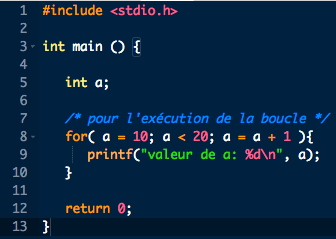 1 #include <stdio.h>
2
3 int main () {
4
5 int a;
6
7 /* pour l'exécution de la boucle */
8 for( a = 10; a < 20; a = a + 1 ){
9 printf("valeur de a: %d\n", a);
10 }
11
12 return 0;
13 }